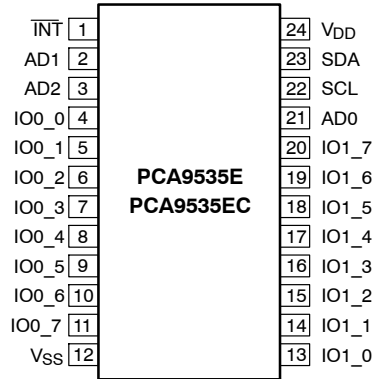 INT 1 24 VDD
AD1 2 23 SDA
AD2 3 22 SCL
IO0_0 4 21 AD0
IO0_1 5 20 IO1_7
IO0_2 6 PCA9535E 19 IO1_6
IO0_3 7 PCA9535EC 18 IO1_5
IO0_4 8 17 IO1_4
IO0_5 9 16 IO1_3
IO0_6 10 15 IO1_2
IO0_7 11 14 IO1_1
VSS 12 13 IO1_0